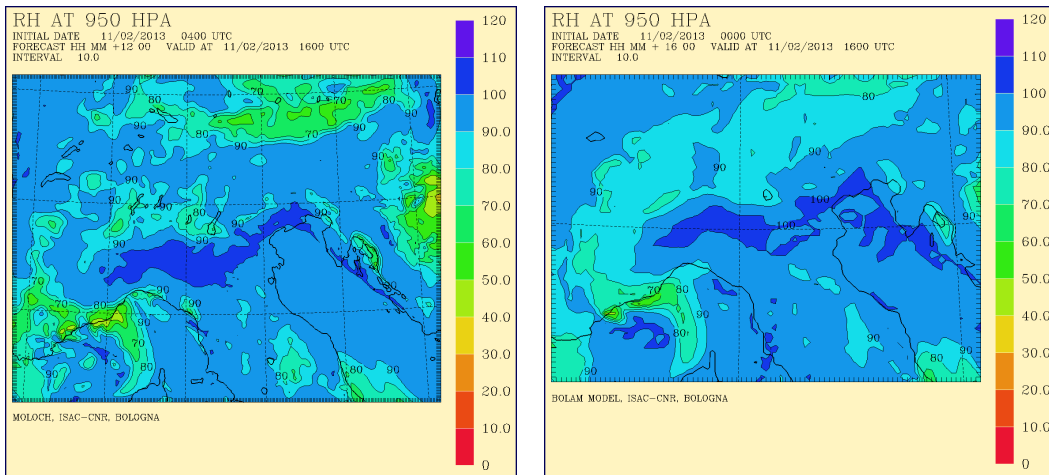 RH AT 950 HPA
INITIAL DATE 11/02/2013 0400 UTC
FORECAST HH MM +12 00 VALID AT 11/02/2013 1600 UTC
INTERVAL 10.0
120
110
100
90.0
80.0
70.0
60.0
50.0
40.0
30.0
20.0
10.0
0
MOLOCH, ISAC-CNR, BOLOGNA
RH AT 950 HPA
INITIAL DATE 11/02/2013 0000 UTC
FORECAST HH MM + 16 00 VALID AT 11/02/2013 1600 UTC
INTERVAL 10.0
120
110
100
90.0
80.0
70.0
60.0
50.0
40.0
30.0
20.0
10.0
0
BOLAM MODEL, ISAC-CNR, BOLOGNA